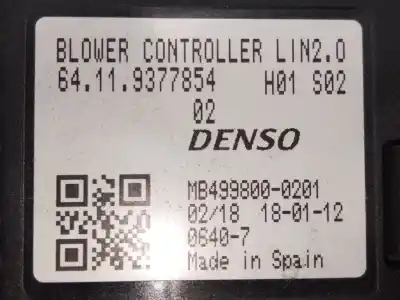 BLOWER CONTROLLER LIN2.0
64.11.9377854 H01 S02
02
DENSO
MB499800-0201
02/18 18-01-12
0640-7
Made in Spain